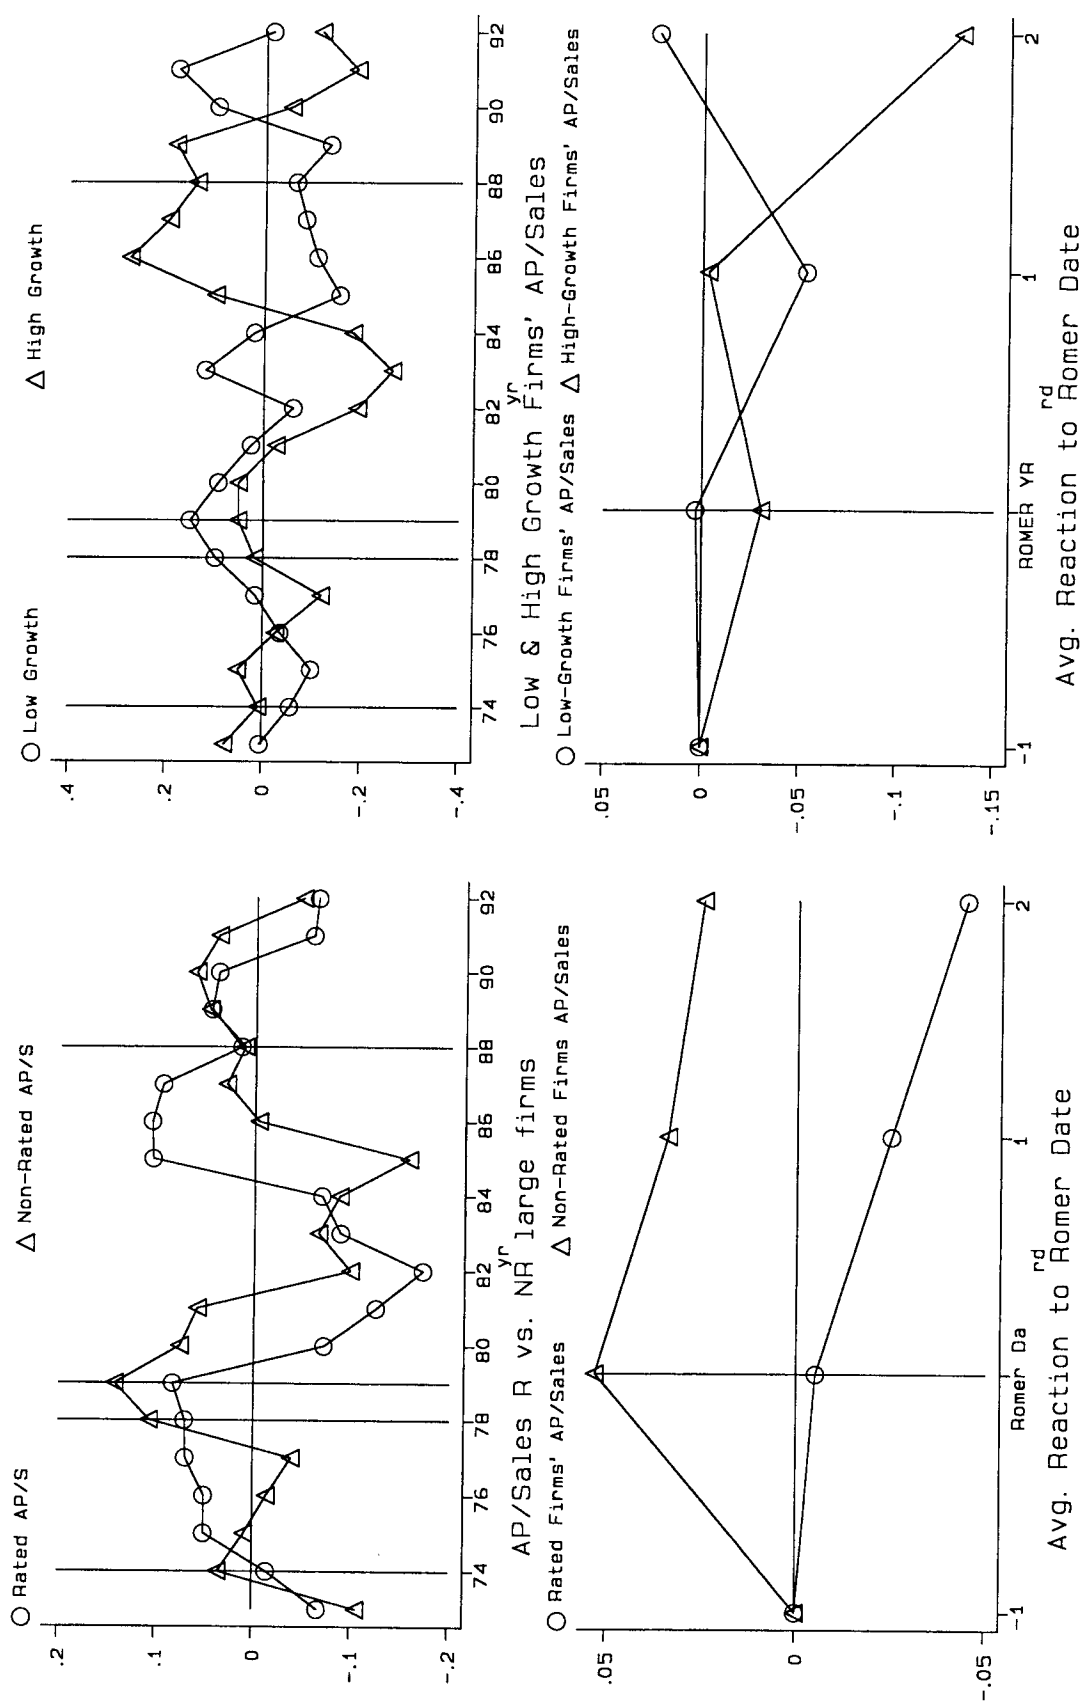 ○ Rated AP/S △ Non-Rated AP/S
.2
.1
0
-.1
-.2
74 76 78 80 82 84 86 88 90 92
yr
AP/Sales R vs. NR large firms
○ Low Growth △ High Growth
.4
.2
0
-.2
-.4
74 76 78 80 82 84 86 88 90 92
yr
Low & High Growth Firms' AP/Sales
○ Rated Firms' AP/Sales △ Non-Rated Firms AP/Sales
.05
0
-.05
-1 Romer Da 1 2
rd
Avg. Reaction to Romer Date
○ Low-Growth Firms' AP/Sales △ High-Growth Firms' AP/Sales
.05
0
-.05
-.1
-.15
-1 ROMER YR 1 2
rd
Avg. Reaction to Romer Date